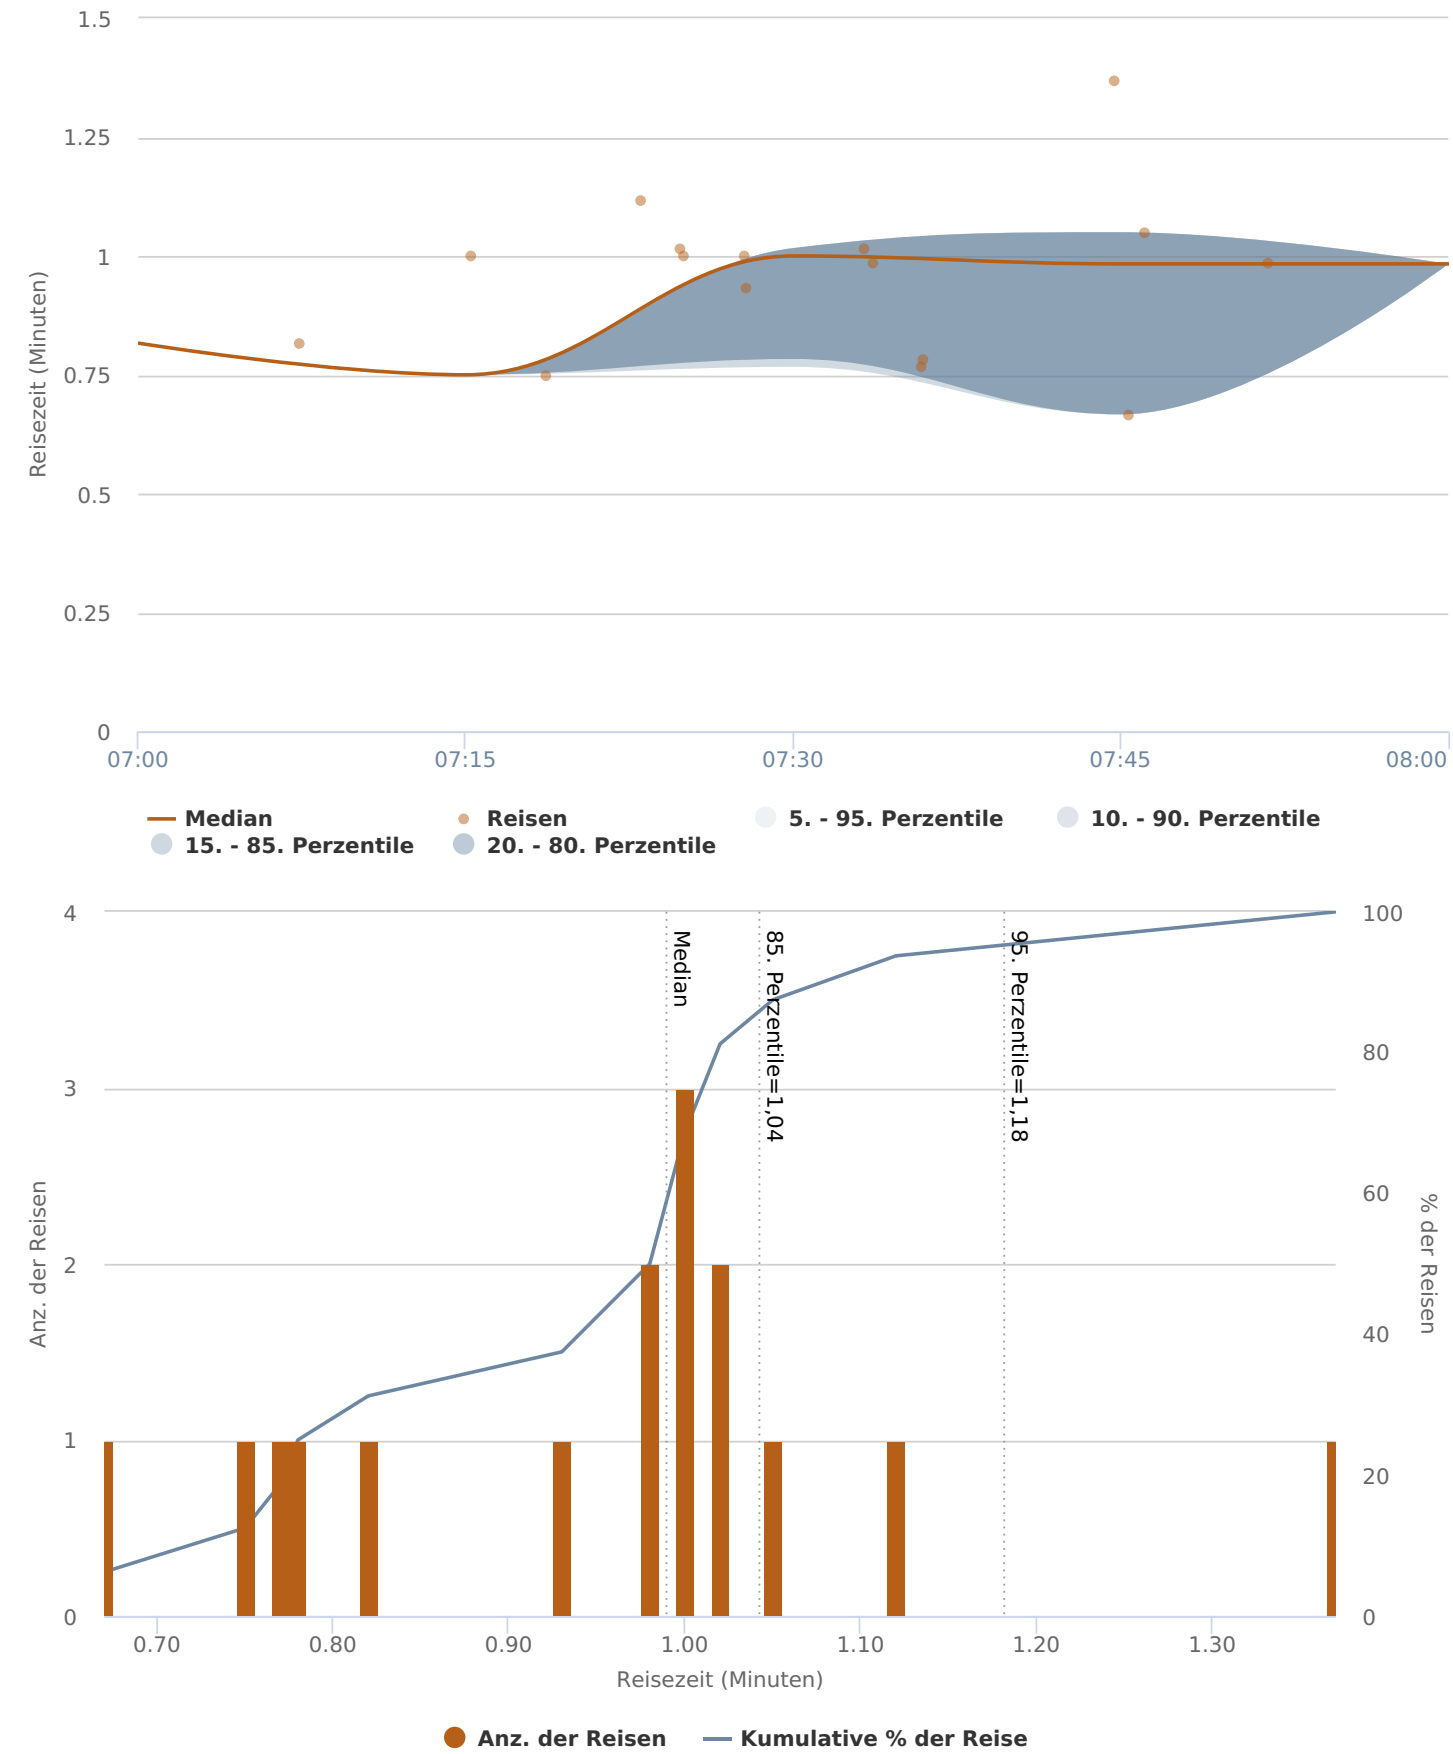 1.5
1.25
1
0.75
0.5
0.25
0
Reisezeit (Minuten)
07:00 07:15 07:30 07:45 08:00
Median Reisen 5. - 95. Perzentile 10. - 90. Perzentile
15. - 85. Perzentile 20. - 80. Perzentile
4
3
2
1
0
Anz. der Reisen
Median
85. Perzentile=1,04
95. Perzentile=1,18
100
80
60
40
20
0
% der Reisen
0.70 0.80 0.90 1.00 1.10 1.20 1.30
Reisezeit (Minuten)
Anz. der Reisen Kumulative % der Reise